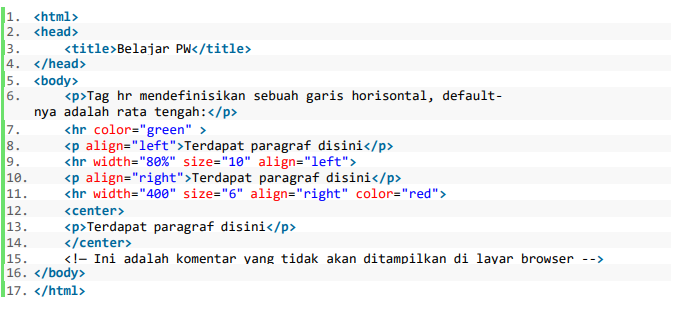 1. <html>
2. <head>
3.     <title>Belajar PW</title>
4. </head>
5. <body>
6.     <p>Tag hr mendefinisikan sebuah garis horisontal, default-
nya adalah rata tengah:</p>
7.     <hr color="green" >
8.     <p align="left">Terdapat paragraf disini</p>
9.     <hr width="80%" size="10" align="left">
10.     <p align="right">Terdapat paragraf disini</p>
11.     <hr width="400" size="6" align="right" color="red">
12.     <center>
13.     <p>Terdapat paragraf disini</p>
14.     </center>
15.     <!— Ini adalah komentar yang tidak akan ditampilkan di layar browser -->
16. </body>
17. </html>